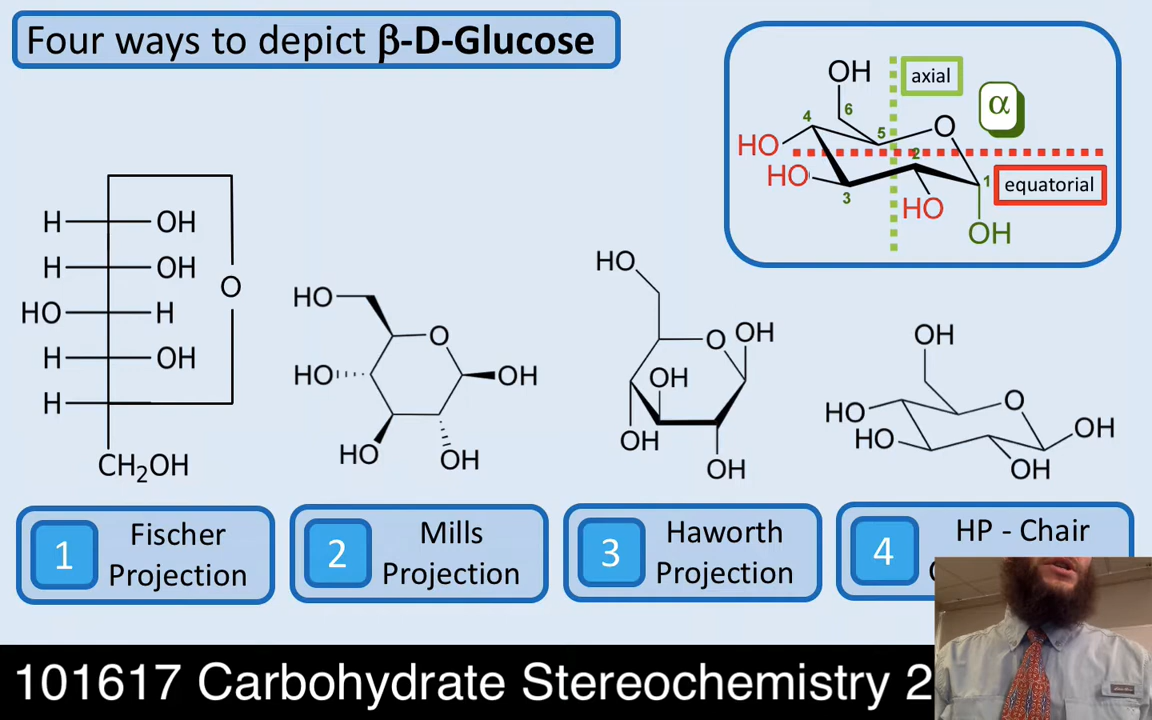 Four ways to depict β-D-Glucose
OH
axial
α
6
4
5
O
HO
2
HO
1
equatorial
3
HO
OH
H
OH
H
OH
O
HO
H
H
OH
H
CH₂OH
HO
O
HO
OH
HO
OH
HO
O
OH
OH
OH
OH
OH
O
HO
OH
HO
OH
1
Fischer
Projection
2
Mills
Projection
3
Haworth
Projection
4
HP - Chair
101617 Carbohydrate Stereochemistry 2